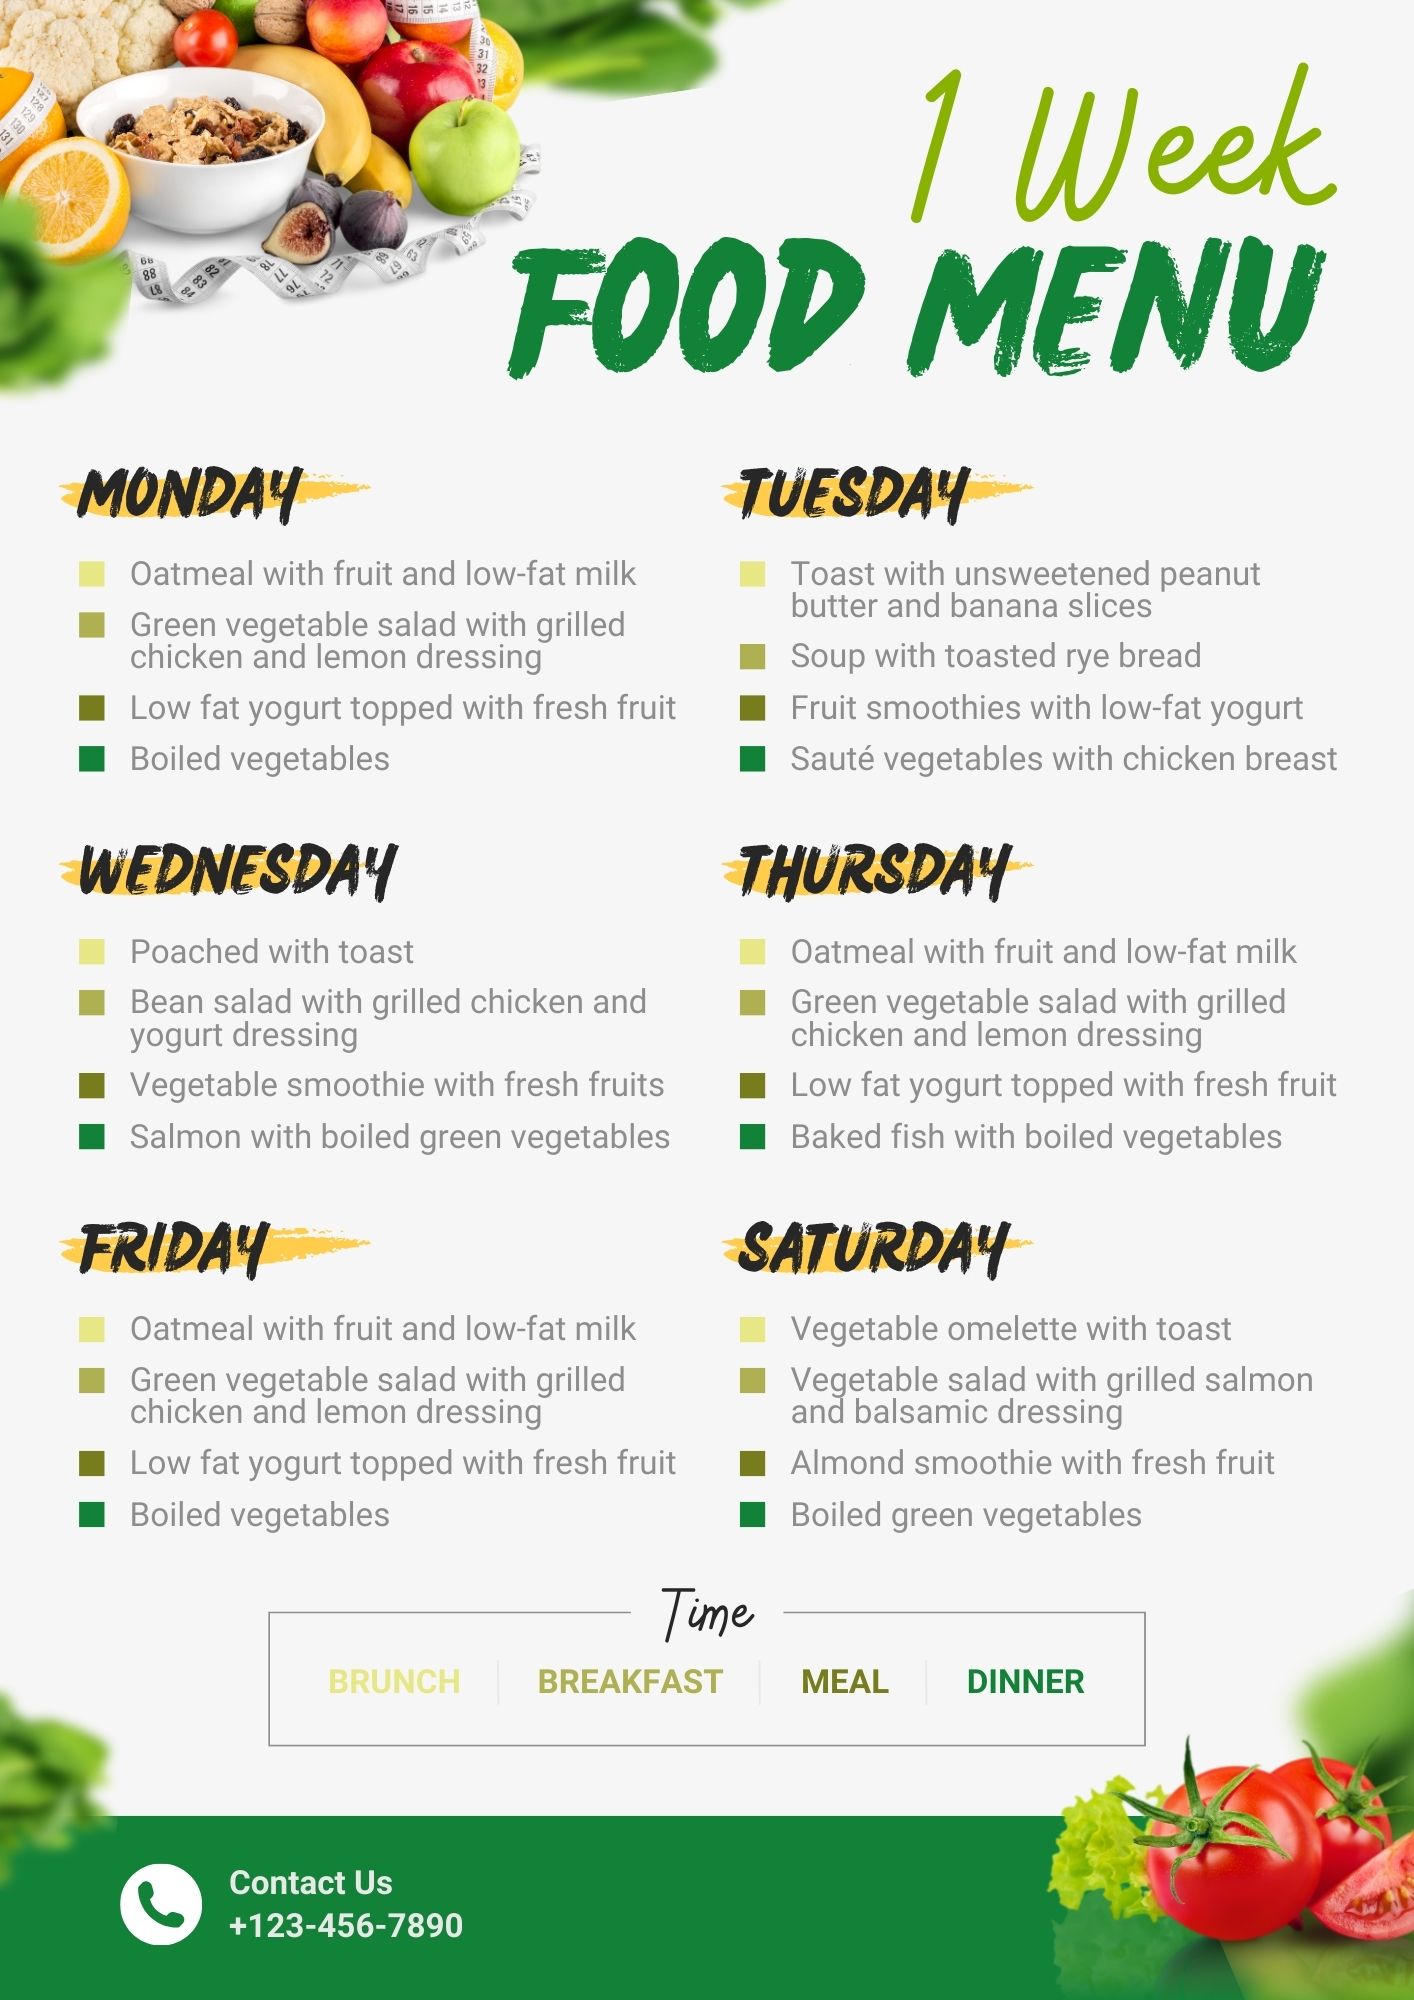 1 Week
FOOD MENU
MONDAY
Oatmeal with fruit and low-fat milk
Green vegetable salad with grilled
chicken and lemon dressing
Low fat yogurt topped with fresh fruit
Boiled vegetables
TUESDAY
Toast with unsweetened peanut
butter and banana slices
Soup with toasted rye bread
Fruit smoothies with low-fat yogurt
Sauté vegetables with chicken breast
WEDNESDAY
Poached with toast
Bean salad with grilled chicken and
yogurt dressing
Vegetable smoothie with fresh fruits
Salmon with boiled green vegetables
THURSDAY
Oatmeal with fruit and low-fat milk
Green vegetable salad with grilled
chicken and lemon dressing
Low fat yogurt topped with fresh fruit
Baked fish with boiled vegetables
FRIDAY
Oatmeal with fruit and low-fat milk
Green vegetable salad with grilled
chicken and lemon dressing
Low fat yogurt topped with fresh fruit
Boiled vegetables
SATURDAY
Vegetable omelette with toast
Vegetable salad with grilled salmon
and balsamic dressing
Almond smoothie with fresh fruit
Boiled green vegetables
Time
BRUNCH BREAKFAST MEAL DINNER
Contact Us
+123-456-7890